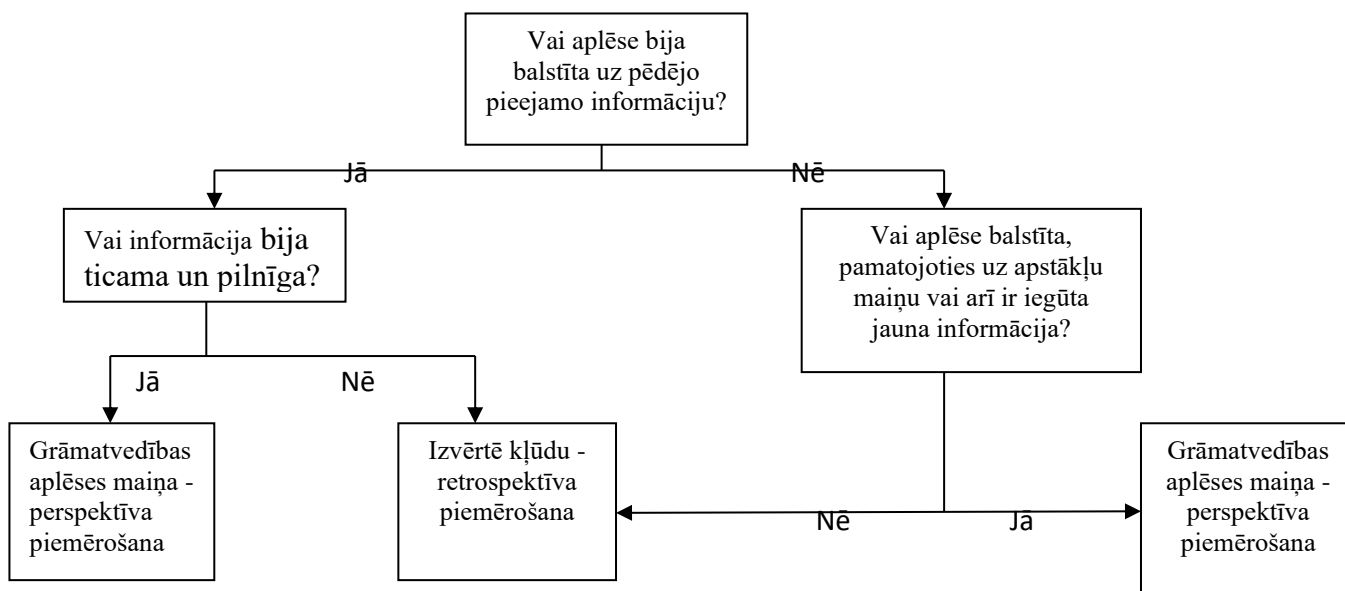 Vai aplēse bija
balstīta uz pēdējo
pieejamo informāciju?
Jā
Nē
Vai informācija bija
ticama un pilnīga?
Vai aplēse balstīta,
pamatojoties uz apstākļu
maiņu vai arī ir iegūta
jauna informācija?
Jā
Nē
Grāmatvedības
aplēses maiņa -
perspektīva
piemērošana
Izvērtē kļūdu -
retrospektīva
piemērošana
Nē
Jā
Grāmatvedības
aplēses maiņa -
perspektīva
piemērošana